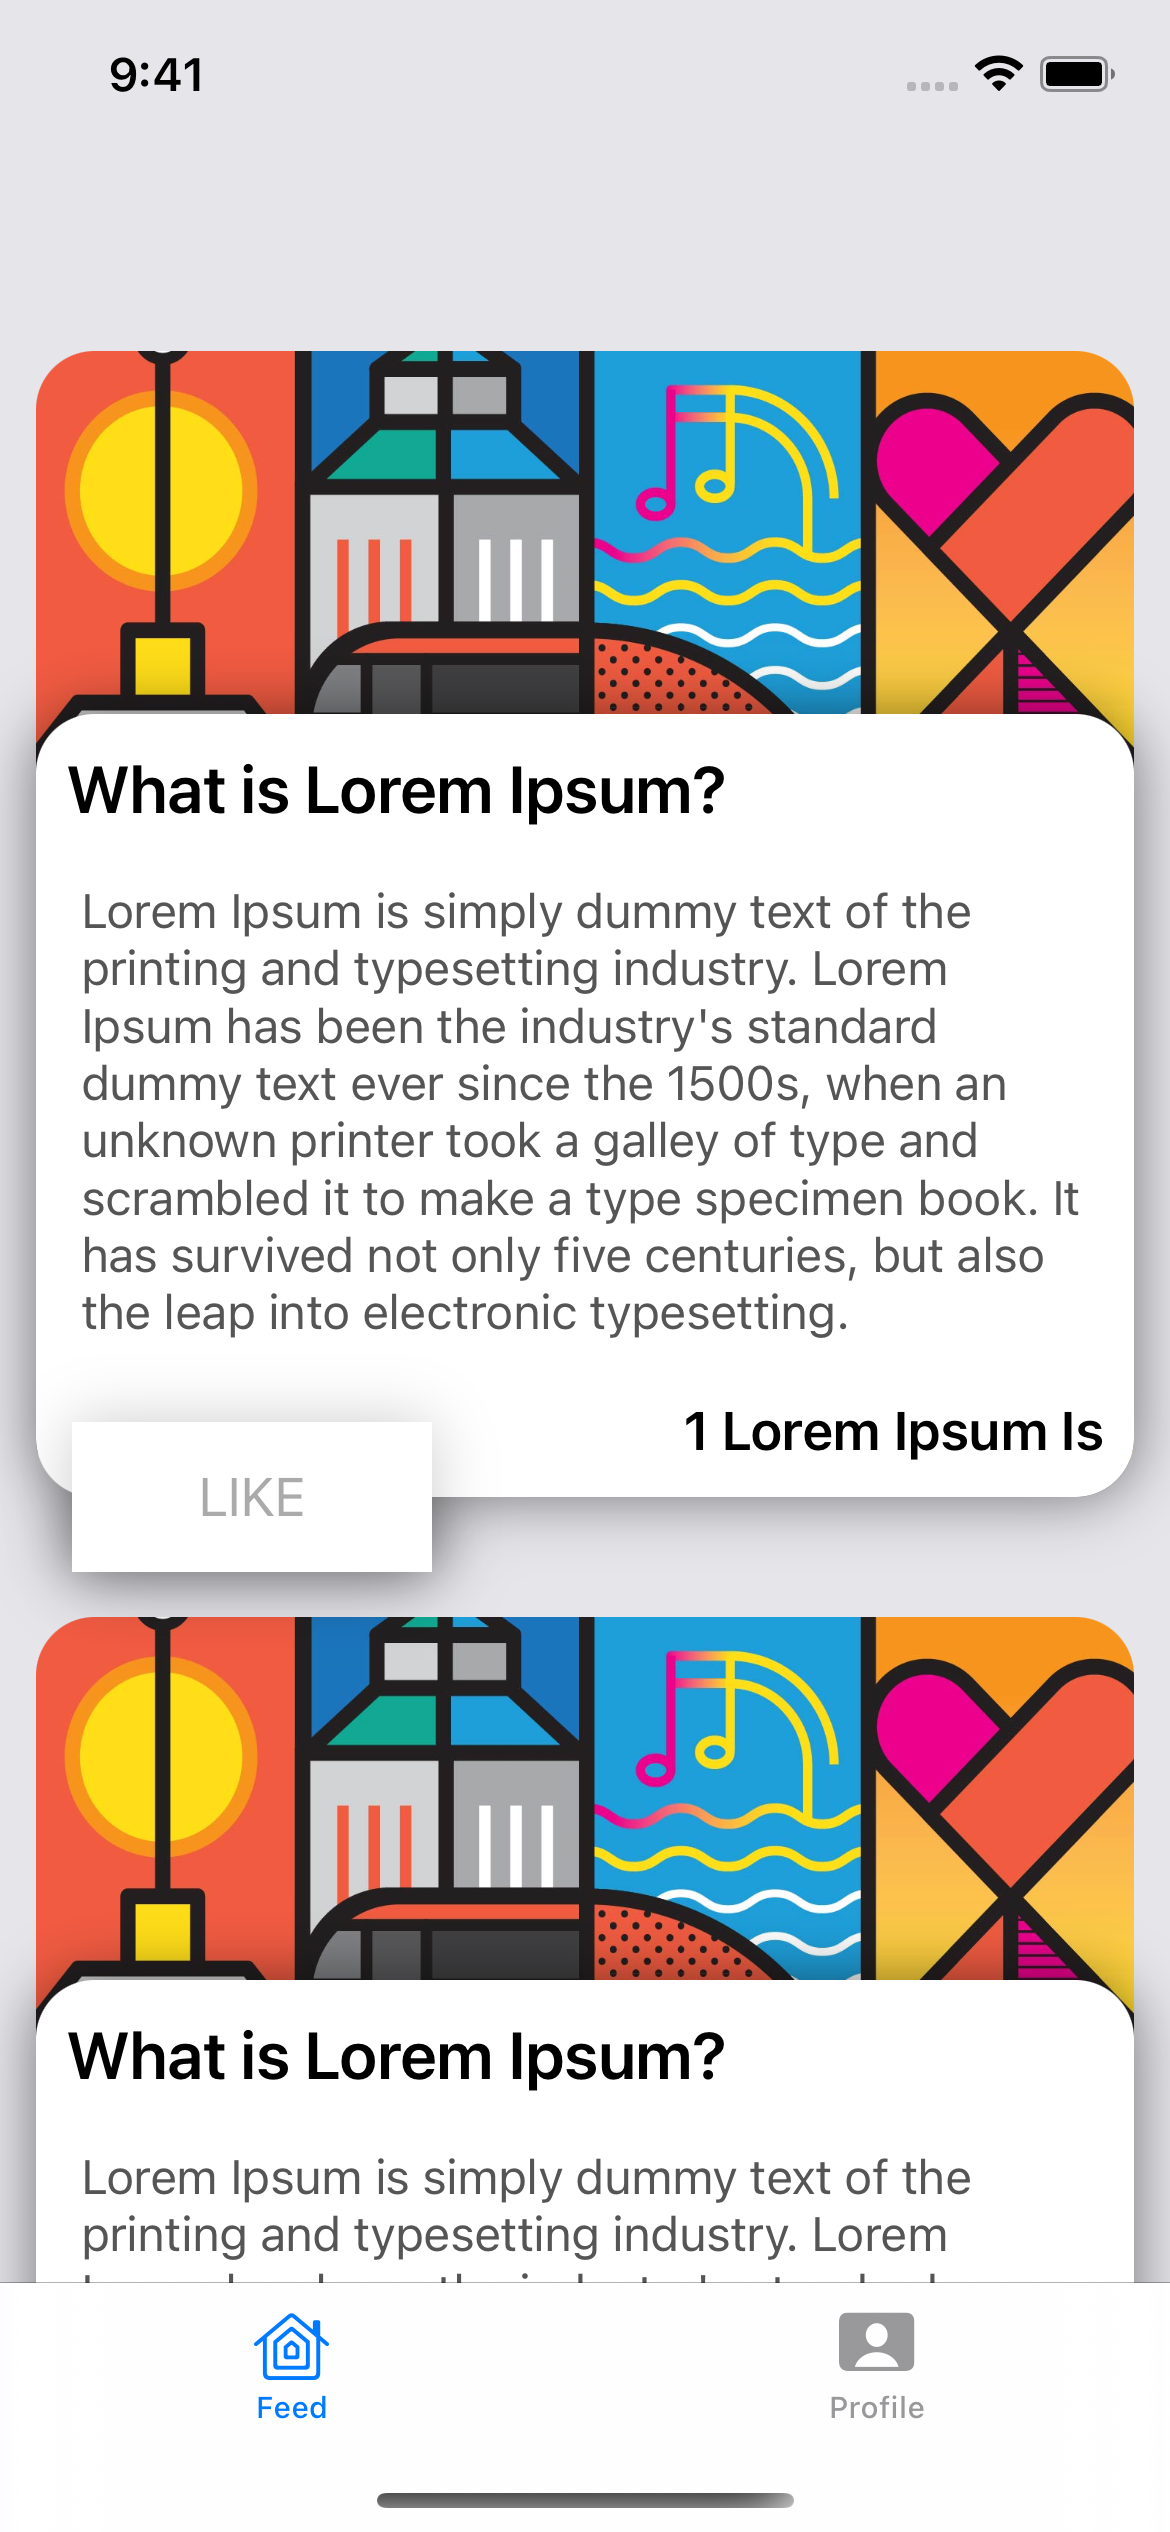 9:41
What is Lorem Ipsum?
Lorem Ipsum is simply dummy text of the
printing and typesetting industry. Lorem
Ipsum has been the industry's standard
dummy text ever since the 1500s, when an
unknown printer took a galley of type and
scrambled it to make a type specimen book. It
has survived not only five centuries, but also
the leap into electronic typesetting.
1 Lorem Ipsum Is
LIKE
What is Lorem Ipsum?
Lorem Ipsum is simply dummy text of the
printing and typesetting industry. Lorem
Feed
Profile